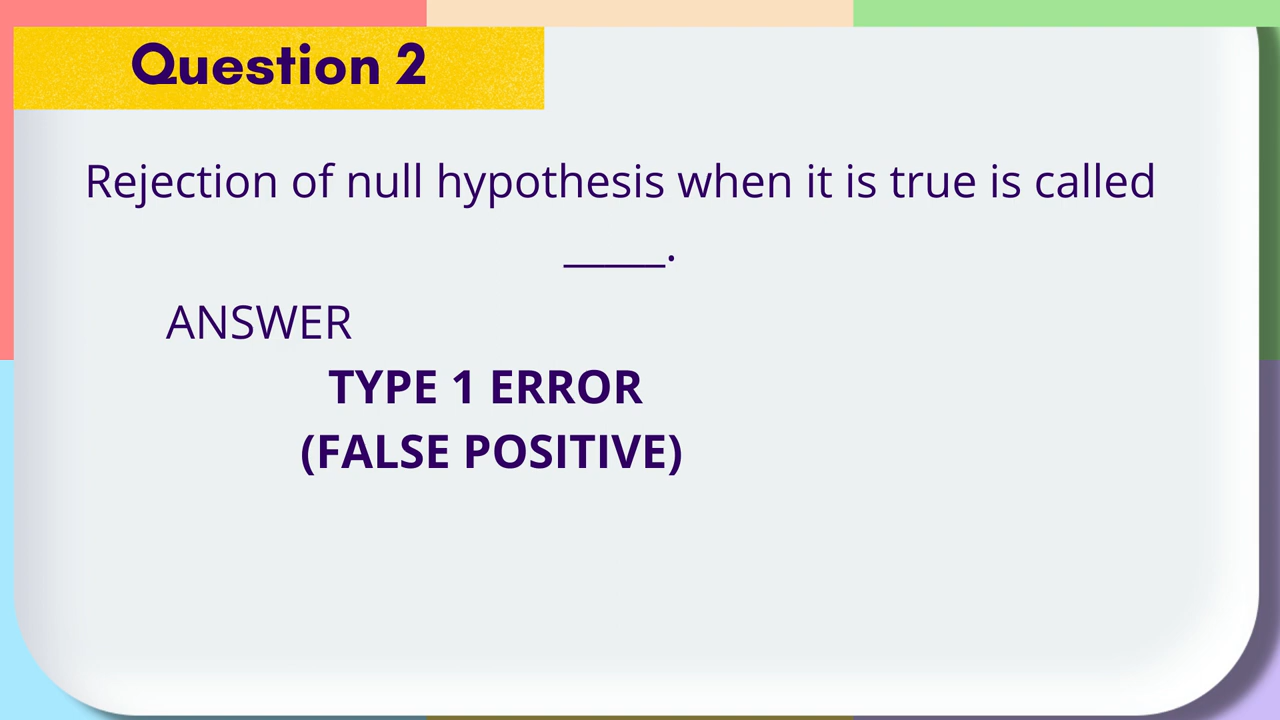 Question 2
Rejection of null hypothesis when it is true is called
_____.
ANSWER
TYPE 1 ERROR
(FALSE POSITIVE)